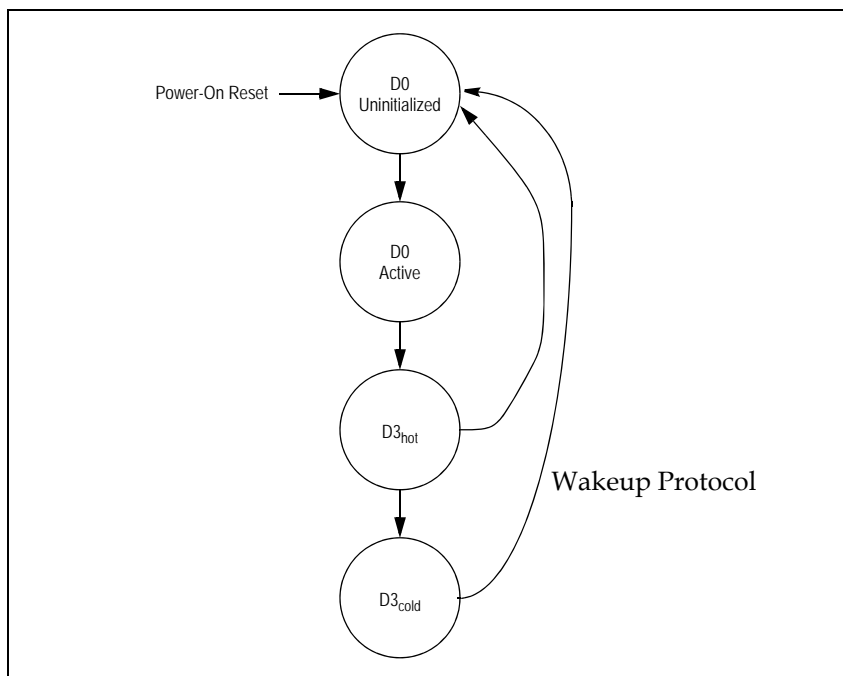 D0
Uninitialized
Power-On Reset
D0
Active
D3hot
Wakeup Protocol
D3cold